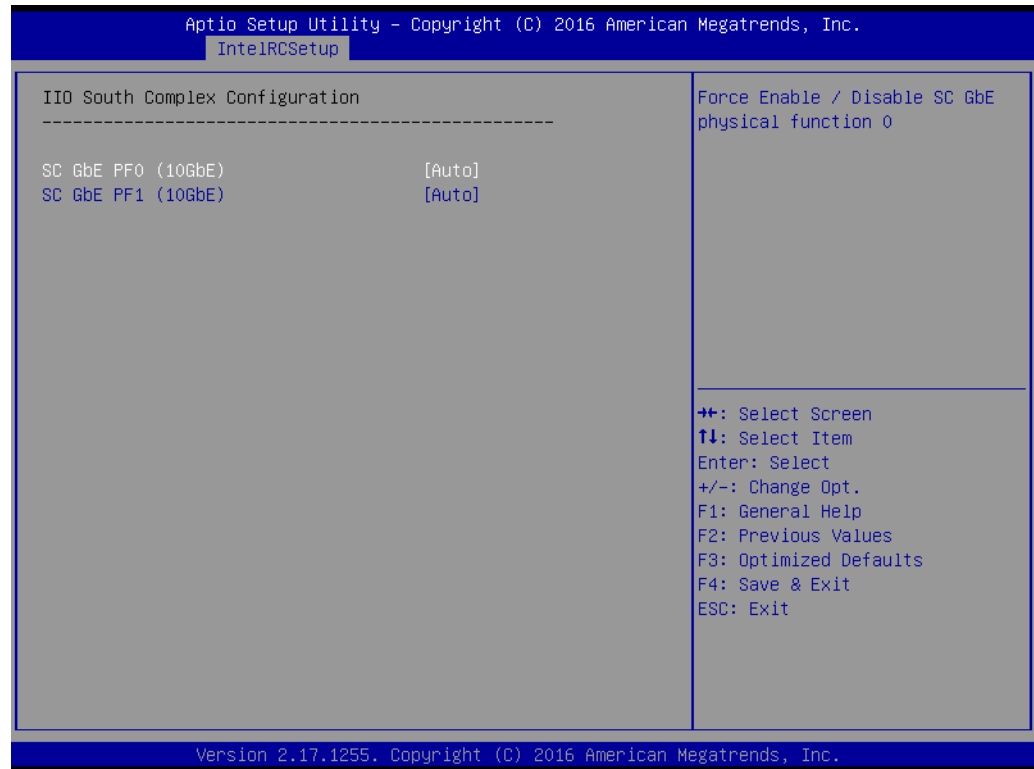 Aptio Setup Utility – Copyright (C) 2016 American Megatrends, Inc.
IntelRCSetup
IIO South Complex Configuration
--------------------------------------------------
SC GbE PF0 (10GbE) [Auto]
SC GbE PF1 (10GbE) [Auto]
Force Enable / Disable SC GbE
physical function 0
→←: Select Screen
↑↓: Select Item
Enter: Select
+/-: Change Opt.
F1: General Help
F2: Previous Values
F3: Optimized Defaults
F4: Save & Exit
ESC: Exit
Version 2.17.1255. Copyright (C) 2016 American Megatrends, Inc.